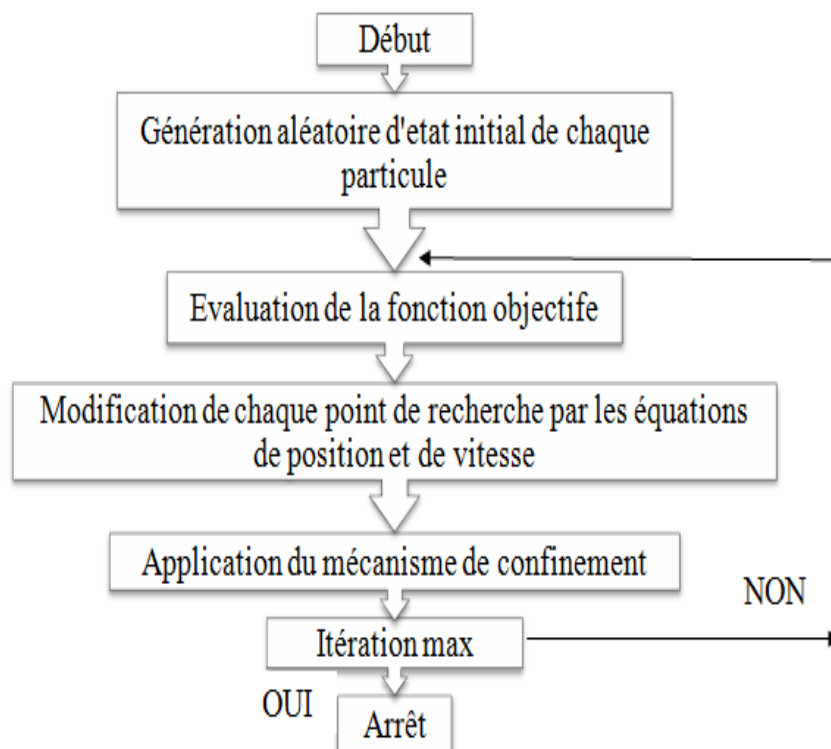 Début
Génération aléatoire d'etat initial de chaque
particule
Evaluation de la fonction objectife
Modification de chaque point de recherche par les équations
de position et de vitesse
Application du mécanisme de confinement
NON
Itération max
OUI
Arrêt